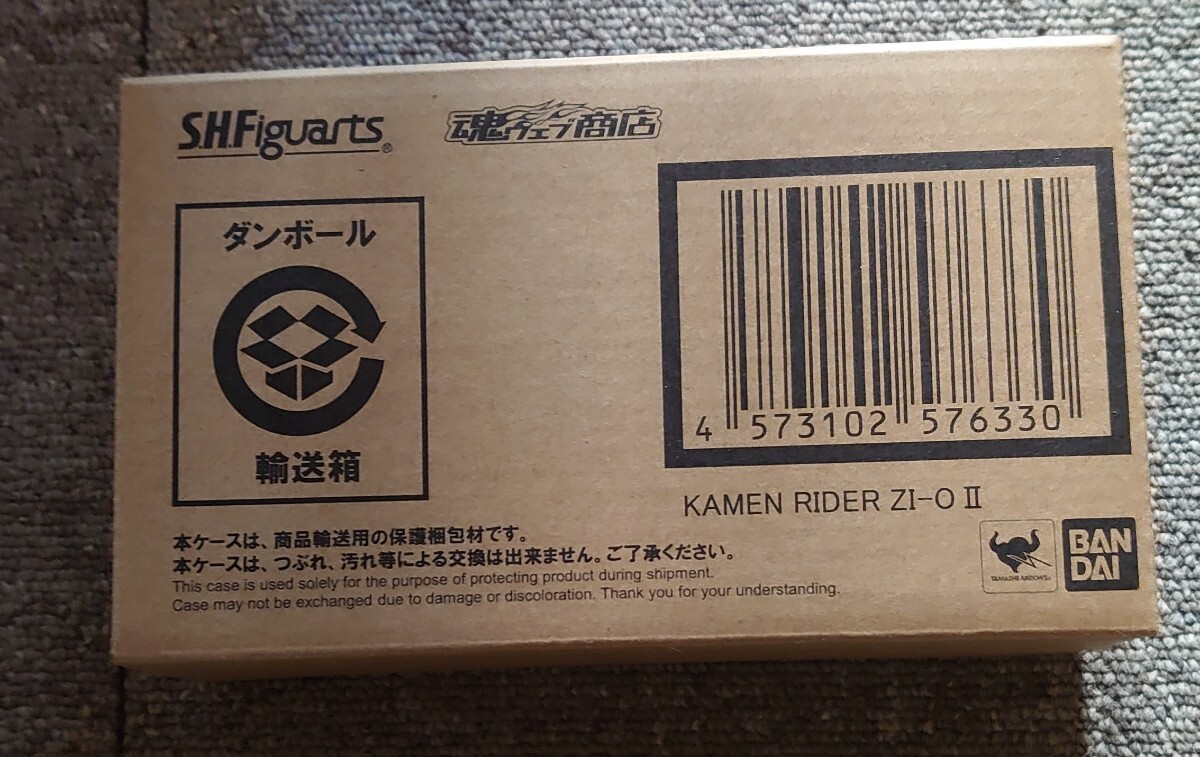 S.H.Figuarts®
魂ウェブ商店
ダンボール
輸送箱
4 573102 576330
KAMEN RIDER ZI-O II
本ケースは、商品輸送用の保護梱包材です。
本ケースは、つぶれ、汚れ等による交換は出来ません。ご了承ください。
This case is used solely for the purpose of protecting product during shipment.
Case may not be exchanged due to damage or discoloration. Thank you for your understanding.
TAMASHII NATIONS
BAN
DAI